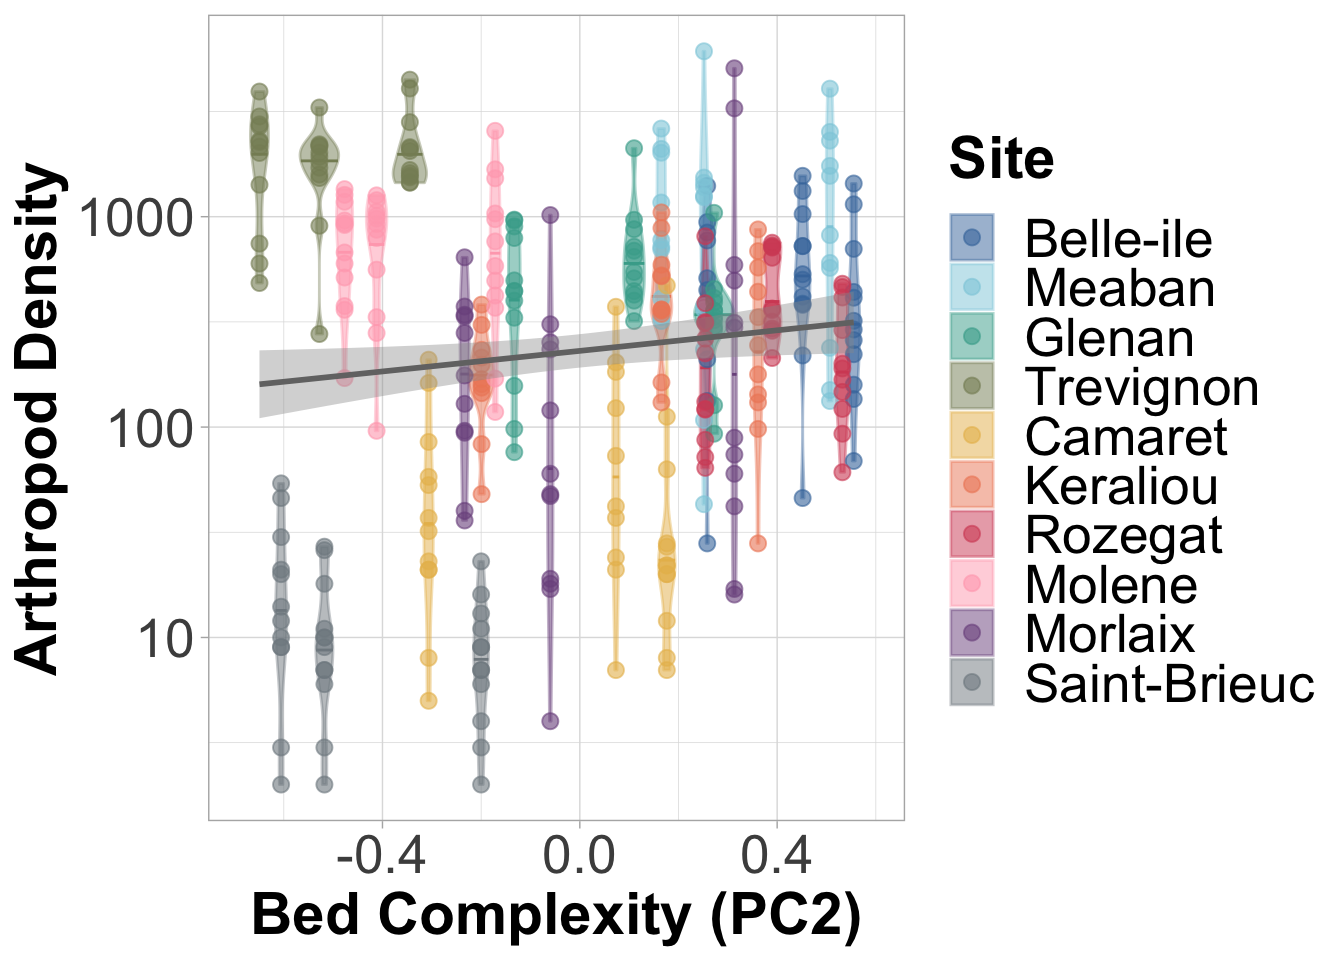 Arthropod Density
1000
100
10
-0.4
0.0
0.4
Bed Complexity (PC2)
Site
Belle-ile
Meaban
Glenan
Trevignon
Camaret
Keraliou
Rozegat
Molene
Morlaix
Saint-Brieuc